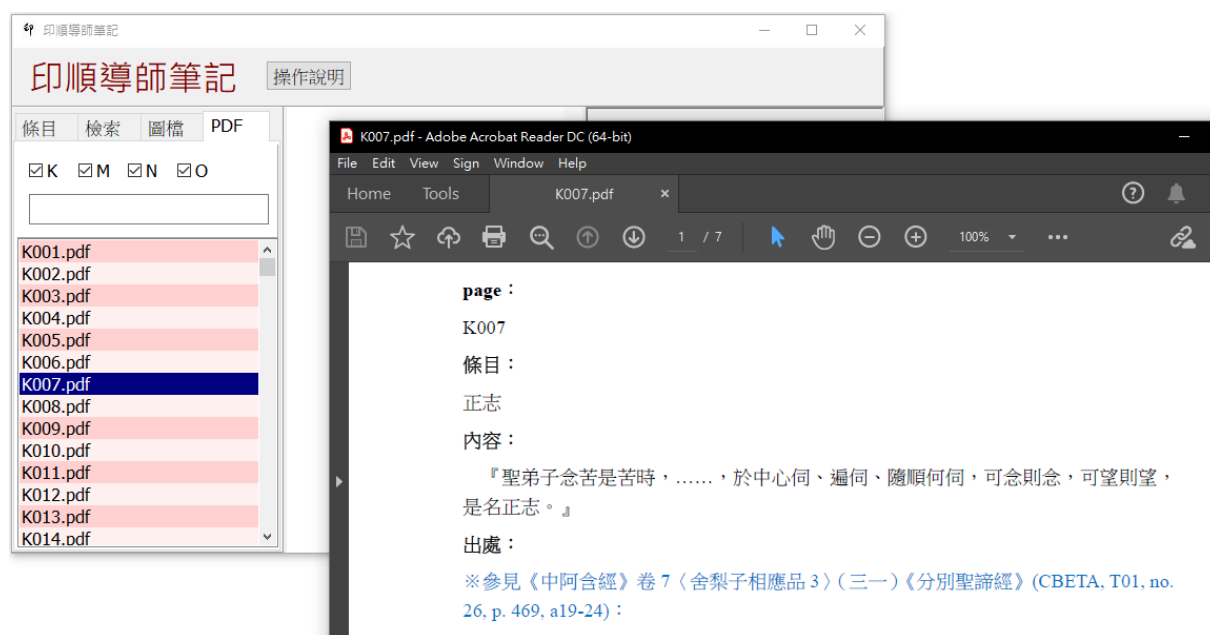 印順導師筆記
印順導師筆記
操作說明
條目 檢索 圖檔 PDF
K M N O
K001.pdf
K002.pdf
K003.pdf
K004.pdf
K005.pdf
K006.pdf
K007.pdf
K008.pdf
K009.pdf
K010.pdf
K011.pdf
K012.pdf
K013.pdf
K014.pdf
K007.pdf - Adobe Acrobat Reader DC (64-bit)
File Edit View Sign Window Help
Home Tools K007.pdf
1 / 7 100%
page：
K007
條目：
正志
內容：
『聖弟子念苦是苦時，……，於中心伺、遍伺、隨順何伺，可念則念，可望則望，
是名正志。』
出處：
※參見《中阿含經》卷 7〈舍梨子相應品 3〉（三一）《分別聖諦經》(CBETA, T01, no.
26, p. 469, a19-24)：